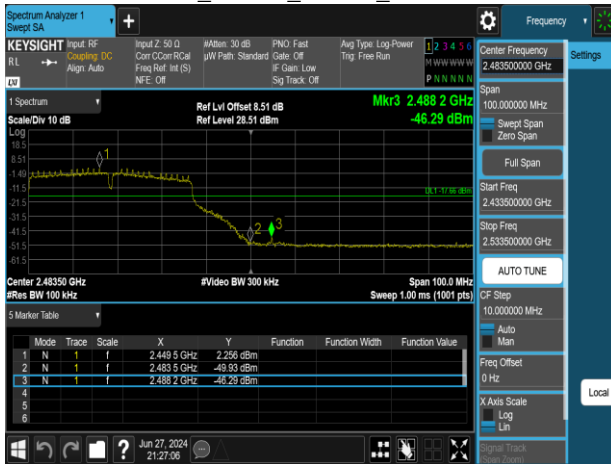 Spectrum Analyzer 1
Swept SA
Frequency
KEYSIGHT
RL
LXI
Input: RF
Coupling: DC
Align: Auto
Input Z: 50 Ω
Corr CCorr RCal
Freq Ref: Int (S)
NFE: Off
#Atten: 30 dB
µW Path: Standard
PNO: Fast
Gate: Off
IF Gain: Low
Sig Track: Off
Avg Type: Log-Power
Trig: Free Run
1 2 3 4 5 6
M W W W W W
P N N N N N
1 Spectrum
Scale/Div 10 dB
Ref Lvl Offset 8.51 dB
Ref Level 28.51 dBm
Mkr3 2.488 2 GHz
-46.29 dBm
Log
18.5
8.51
-1.49
-11.5
-21.5
-31.5
-41.5
-51.5
-61.5
1
2
3
DL1 -17.66 dBm
Center 2.48350 GHz
#Video BW 300 kHz
Span 100.0 MHz
#Res BW 100 kHz
Sweep 1.00 ms (1001 pts)
5 Marker Table
Mode Trace Scale X Y Function Function Width Function Value
1 N 1 f 2.449 5 GHz 2.256 dBm
2 N 1 f 2.483 5 GHz -49.93 dBm
3 N 1 f 2.488 2 GHz -46.29 dBm
4
5
6
Jun 27, 2024
21:27:06
Center Frequency
2.483500000 GHz
Settings
Span
100.000000 MHz
Swept Span
Zero Span
Full Span
Start Freq
2.433500000 GHz
Stop Freq
2.533500000 GHz
AUTO TUNE
CF Step
10.000000 MHz
Auto
Man
Freq Offset
0 Hz
X Axis Scale
Log
Lin
Local
Signal Track
(Span Zoom)